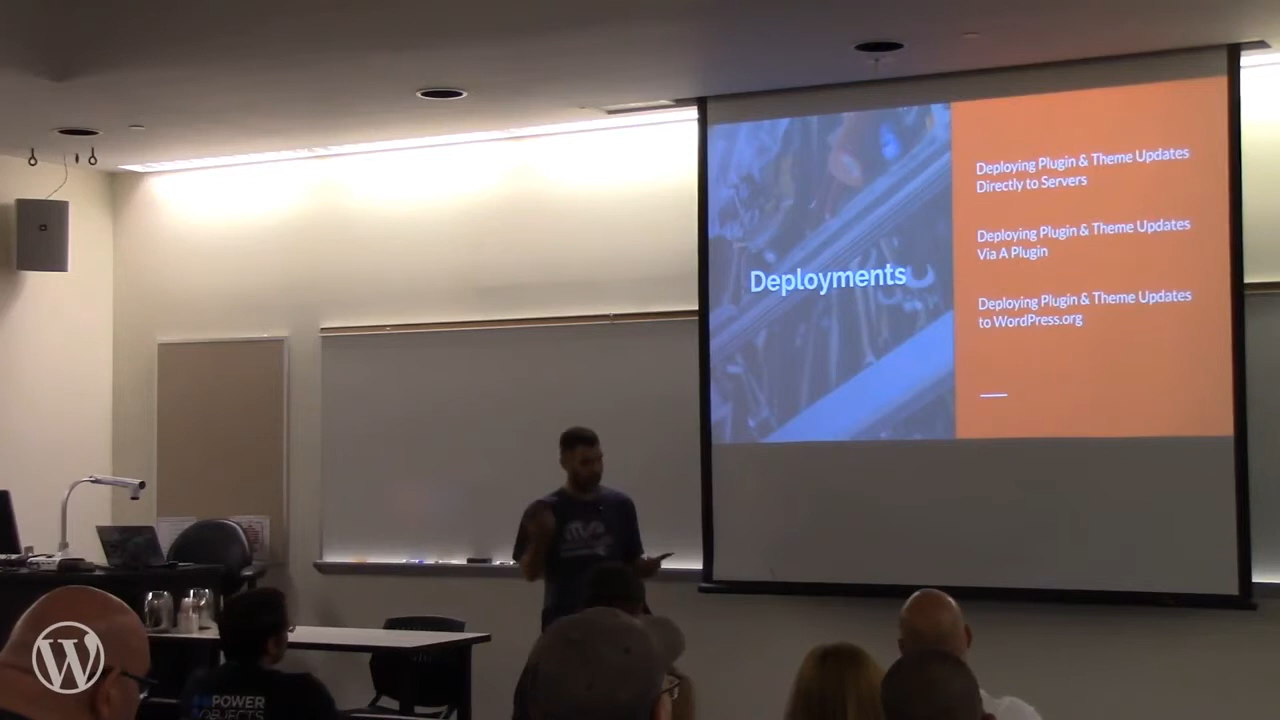 Deployments
Deploying Plugin & Theme Updates
Directly to Servers
Deploying Plugin & Theme Updates
Via A Plugin
Deploying Plugin & Theme Updates
to WordPress.org
POWER
OBJECTS
W